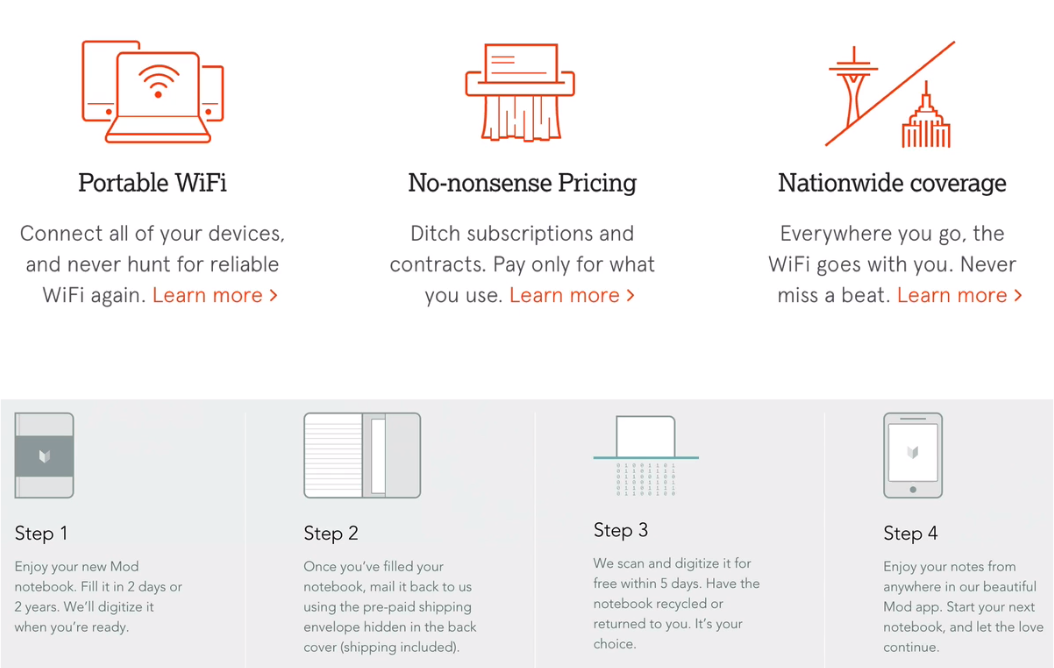 Portable WiFi
Connect all of your devices,
and never hunt for reliable
WiFi again. Learn more >
No-nonsense Pricing
Ditch subscriptions and
contracts. Pay only for what
you use. Learn more >
Nationwide coverage
Everywhere you go, the
WiFi goes with you. Never
miss a beat. Learn more >
Step 1
Enjoy your new Mod
notebook. Fill it in 2 days or
2 years. We'll digitize it
when you're ready.
Step 2
Once you've filled your
notebook, mail it back to us
using the pre-paid shipping
envelope hidden in the back
cover (shipping included).
Step 3
We scan and digitize it for
free within 5 days. Have the
notebook recycled or
returned to you. It's your
choice.
Step 4
Enjoy your notes from
anywhere in our beautiful
Mod app. Start your next
notebook, and let the love
continue.